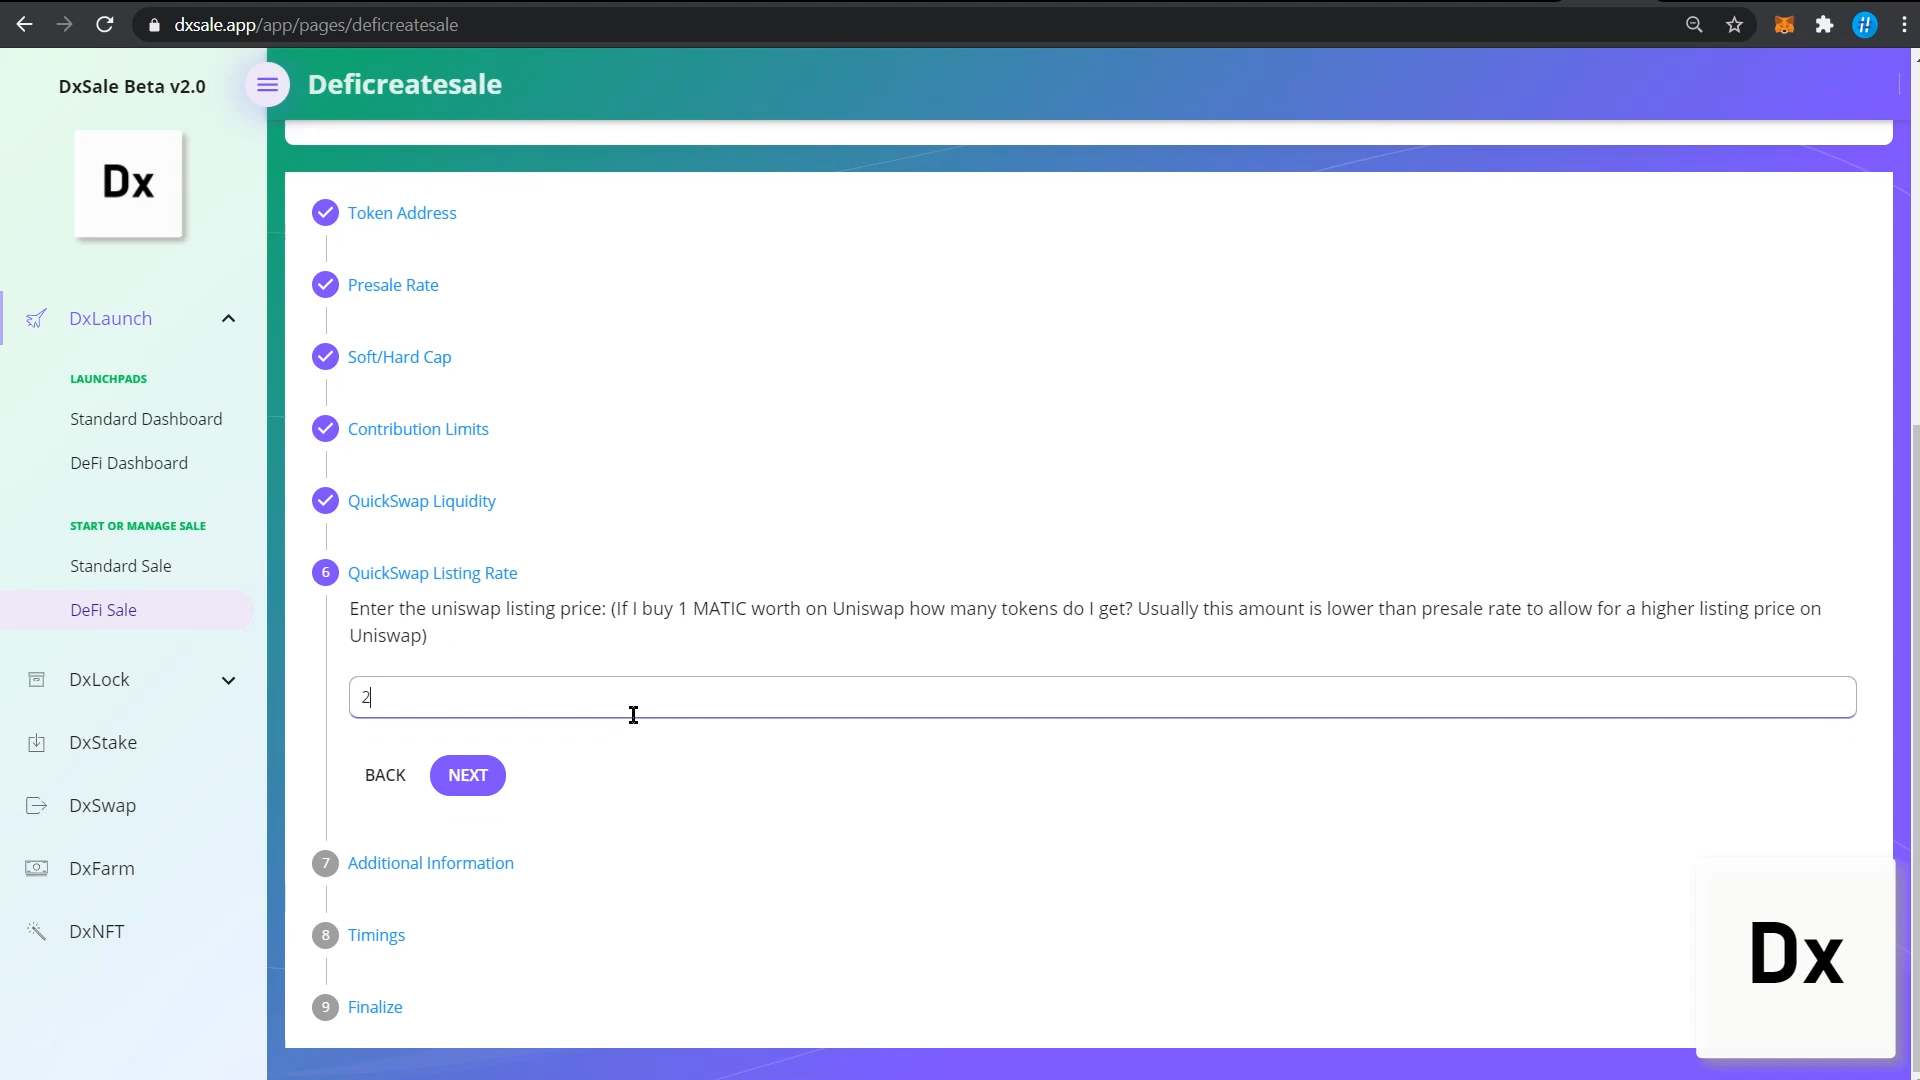 dxsale.app/app/pages/deficreatesale
DxSale Beta v2.0
Deficreatesale
Dx
DxLaunch
LAUNCHPADS
Standard Dashboard
DeFi Dashboard
START OR MANAGE SALE
Standard Sale
DeFi Sale
DxLock
DxStake
DxSwap
DxFarm
DxNFT
Token Address
Presale Rate
Soft/Hard Cap
Contribution Limits
QuickSwap Liquidity
6 QuickSwap Listing Rate
Enter the uniswap listing price: (If I buy 1 MATIC worth on Uniswap how many tokens do I get? Usually this amount is lower than presale rate to allow for a higher listing price on
Uniswap)
2
BACK NEXT
7 Additional Information
8 Timings
9 Finalize
Dx